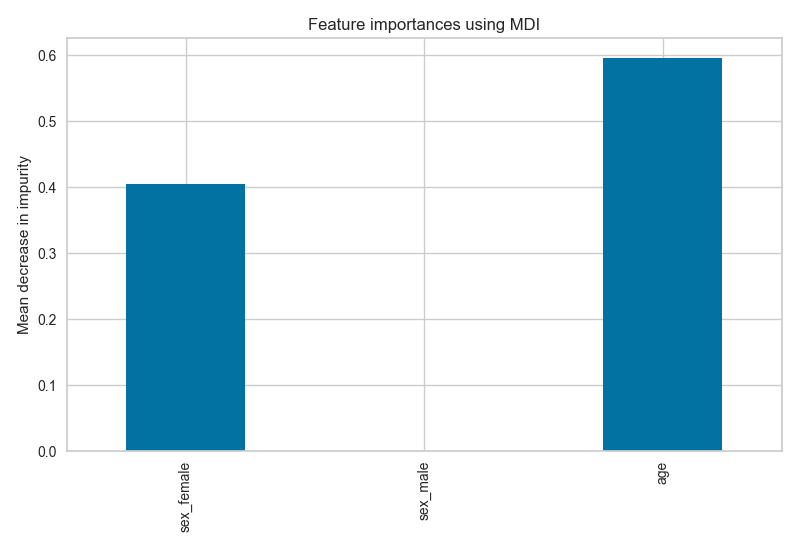 Feature importances using MDI
Mean decrease in impurity
0.6
0.5
0.4
0.3
0.2
0.1
0.0
sex_female
sex_male
age